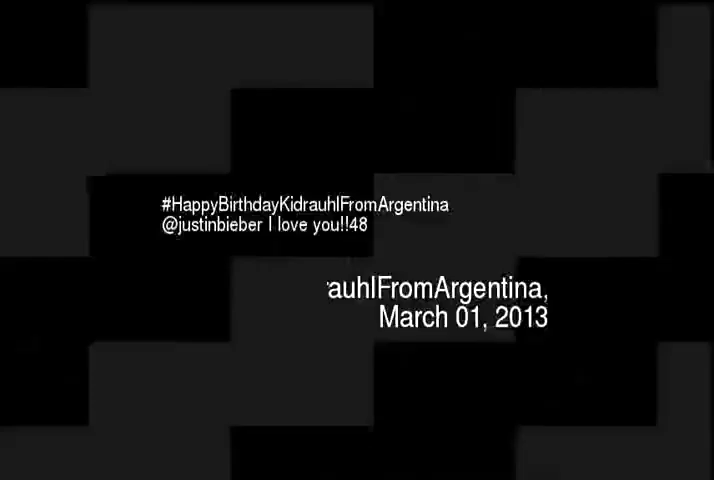 #HappyBirthdayKidrauhlFromArgentina
@justinbieber I love you!!48
auhlFromArgentina,
March 01, 2013